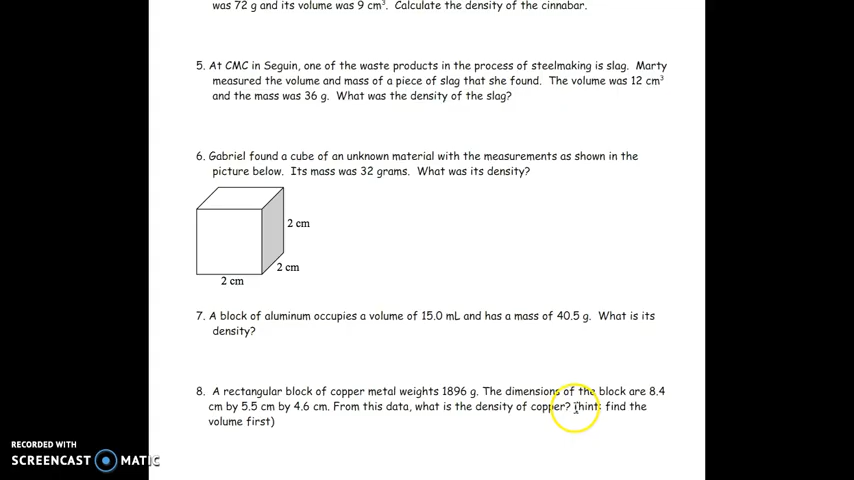 was 72 g and its volume was 9 cm³. Calculate the density of the cinnabar.
5. At CMC in Seguin, one of the waste products in the process of steelmaking is slag. Marty
measured the volume and mass of a piece of slag that she found. The volume was 12 cm³
and the mass was 36 g. What was the density of the slag?
6. Gabriel found a cube of an unknown material with the measurements as shown in the
picture below. Its mass was 32 grams. What was its density?
2 cm
2 cm
2 cm
7. A block of aluminum occupies a volume of 15.0 mL and has a mass of 40.5 g. What is its
density?
8. A rectangular block of copper metal weights 1896 g. The dimensions of the block are 8.4
cm by 5.5 cm by 4.6 cm. From this data, what is the density of copper? (hint: find the
volume first)
RECORDED WITH
SCREENCAST MATIC